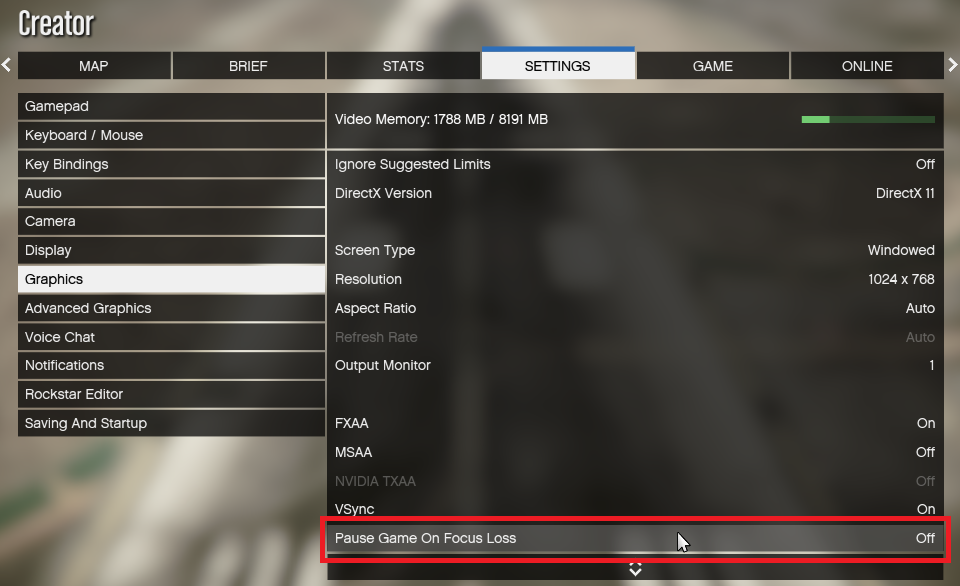 Creator
MAP BRIEF STATS SETTINGS GAME ONLINE
Gamepad
Keyboard / Mouse
Key Bindings
Audio
Camera
Display
Graphics
Advanced Graphics
Voice Chat
Notifications
Rockstar Editor
Saving And Startup
Video Memory: 1788 MB / 8191 MB
Ignore Suggested Limits Off
DirectX Version DirectX 11
Screen Type Windowed
Resolution 1024 x 768
Aspect Ratio Auto
Refresh Rate Auto
Output Monitor 1
FXAA On
MSAA Off
NVIDIA TXAA Off
VSync On
Pause Game On Focus Loss Off